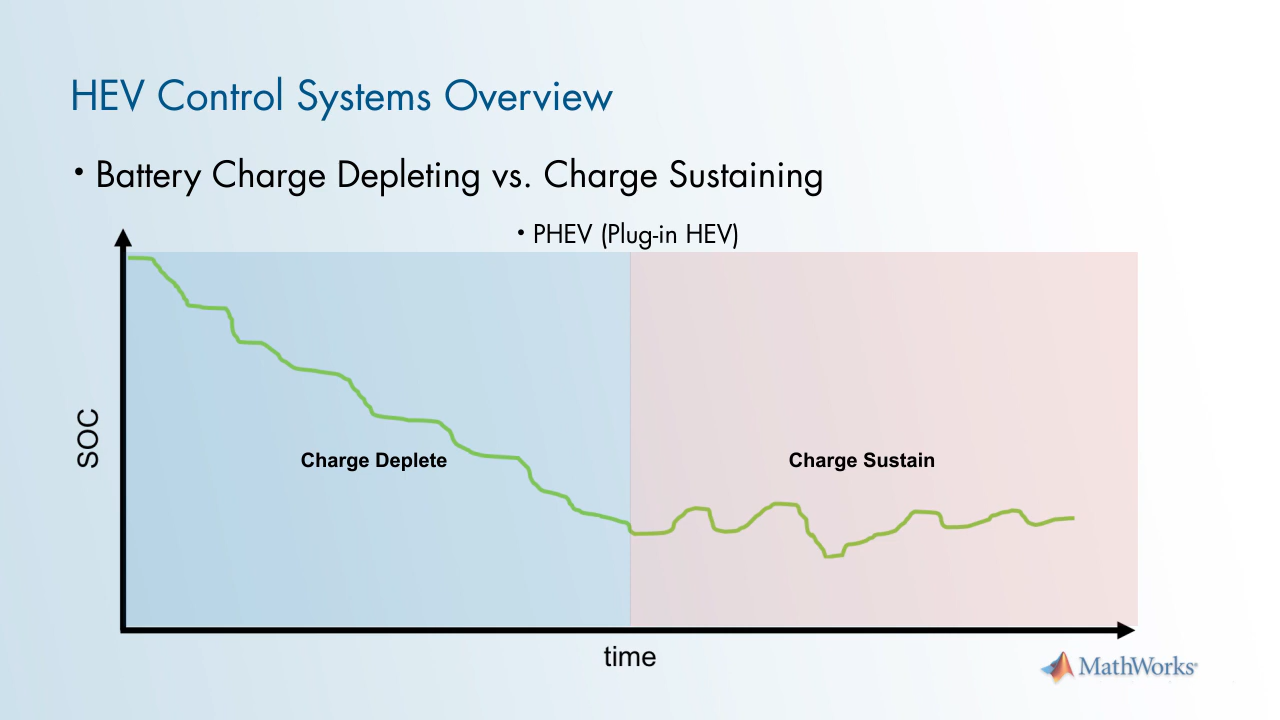 HEV Control Systems Overview
• Battery Charge Depleting vs. Charge Sustaining
• PHEV (Plug-in HEV)
SOC
Charge Deplete
Charge Sustain
time
MathWorks®